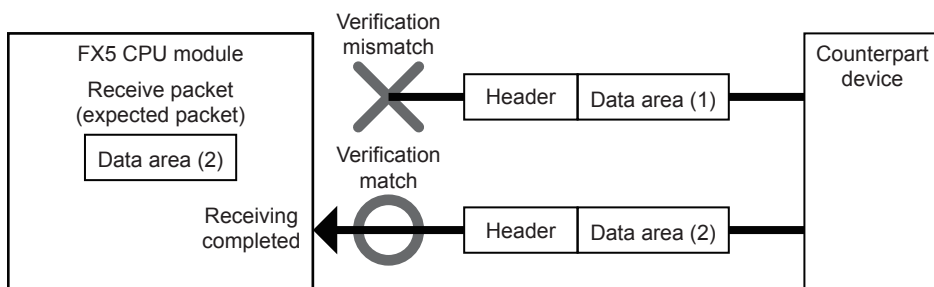 FX5 CPU module
Receive packet
(expected packet)
Data area (2)
Receiving
completed
Verification
mismatch
Header
Data area (1)
Verification
match
Header
Data area (2)
Counterpart
device